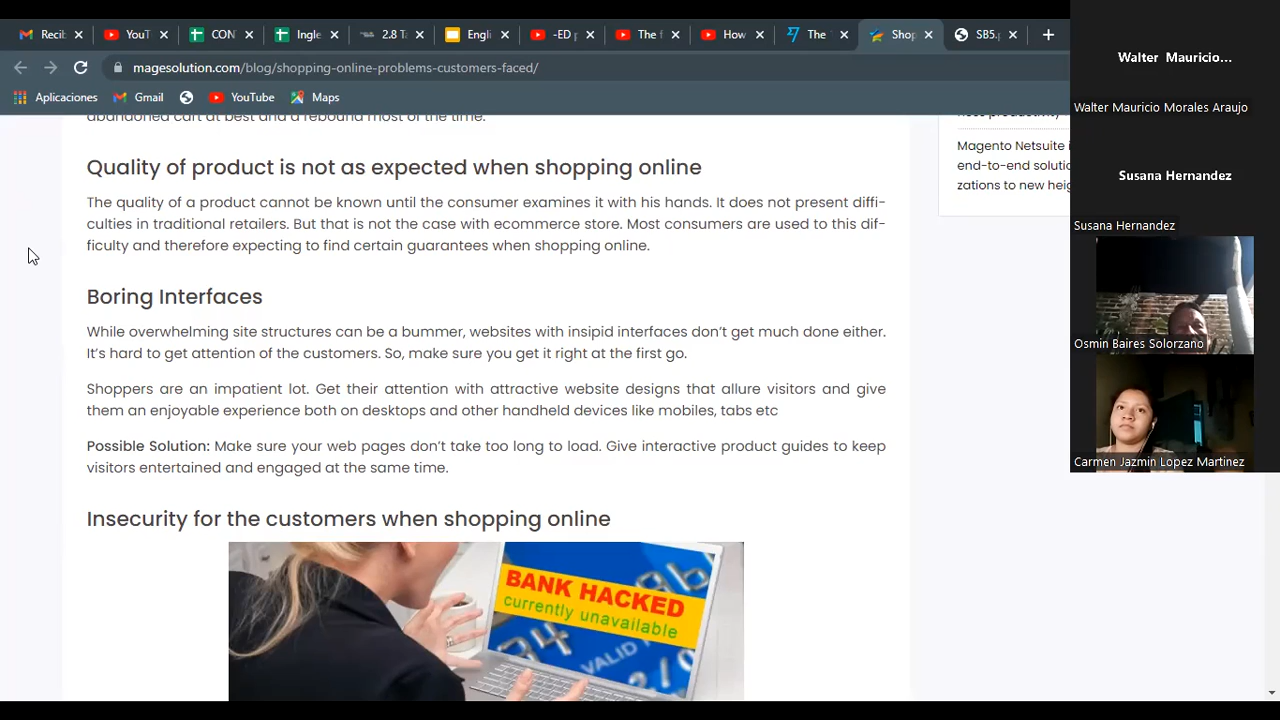 Recib
YouT
CON
Ingle
2.8 Ta
Engli
-ED p
The f
How
The
Shop
SB5.p
magesolution.com/blog/shopping-online-problems-customers-faced/
Aplicaciones
Gmail
YouTube
Maps
abandoned cart at best and a rebound most of the time.
Quality of product is not as expected when shopping online
The quality of a product cannot be known until the consumer examines it with his hands. It does not present diffi-
culties in traditional retailers. But that is not the case with ecommerce store. Most consumers are used to this dif-
ficulty and therefore expecting to find certain guarantees when shopping online.
Boring Interfaces
While overwhelming site structures can be a bummer, websites with insipid interfaces don't get much done either.
It's hard to get attention of the customers. So, make sure you get it right at the first go.
Shoppers are an impatient lot. Get their attention with attractive website designs that allure visitors and give
them an enjoyable experience both on desktops and other handheld devices like mobiles, tabs etc
Possible Solution: Make sure your web pages don't take too long to load. Give interactive product guides to keep
visitors entertained and engaged at the same time.
Insecurity for the customers when shopping online
BANK HACKED
currently unavailable
VALID
Magento Netsuite i
end-to-end soluti
zations to new hei
Walter Mauricio...
Walter Mauricio Morales Araujo
Susana Hernandez
Susana Hernandez
Osmin Baires Solorzano
Carmen Jazmin Lopez Martinez